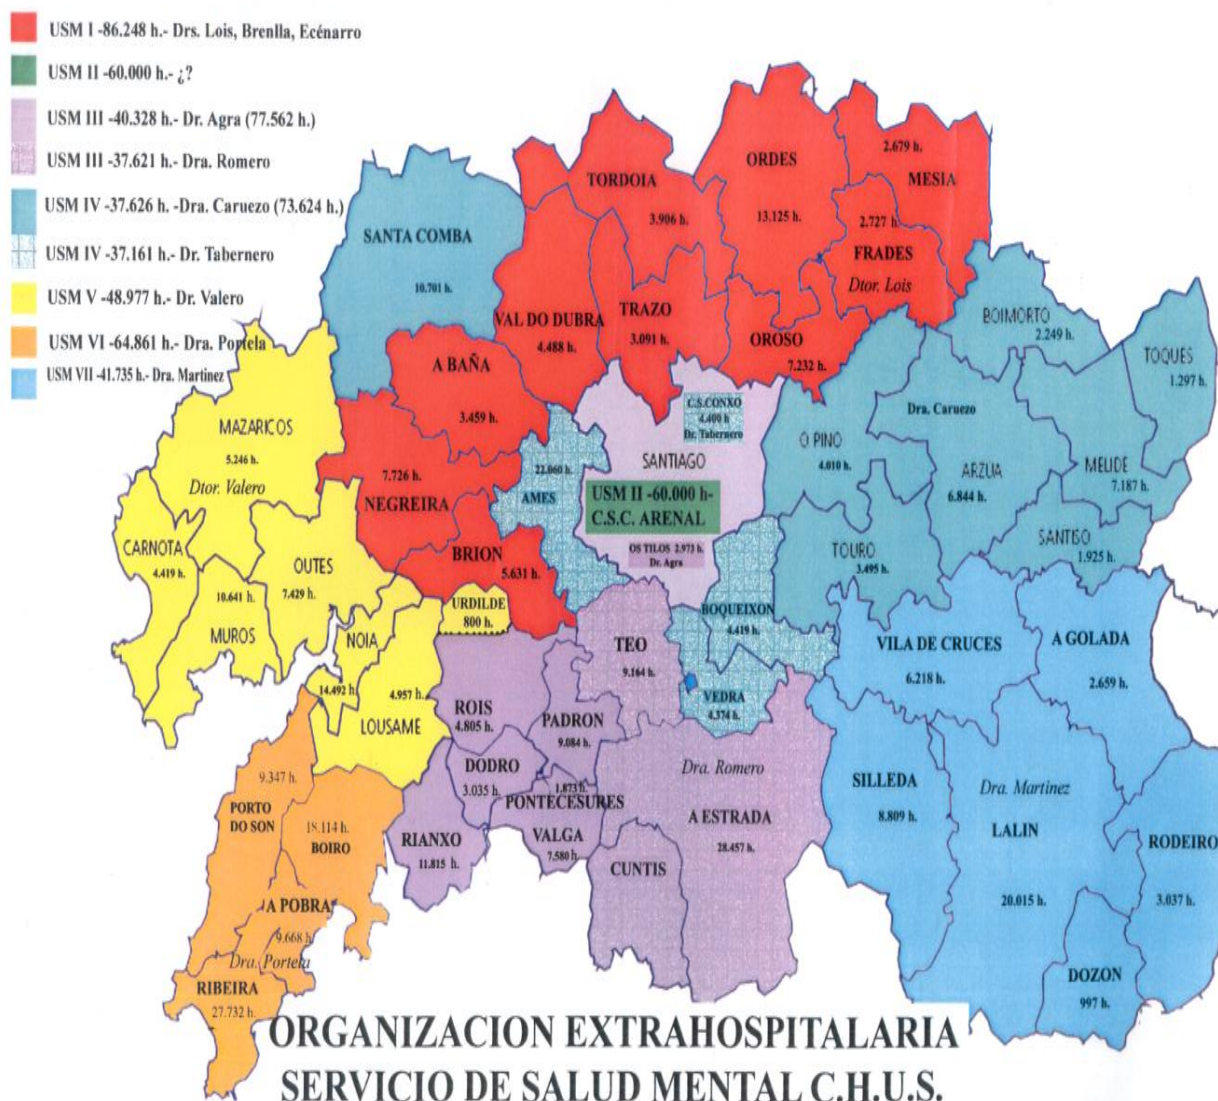 USM I -86.248 h.- Drs. Lois, Brenlla, Ecénarro
USM II -60.000 h.- ¿?
USM III -40.328 h.- Dr. Agra (77.562 h.)
USM III -37.621 h.- Dra. Romero
USM IV -37.626 h. -Dra. Caruezo (73.624 h.)
USM IV -37.161 h.- Dr. Tabernero
USM V -48.977 h.- Dr. Valero
USM VI -64.861 h.- Dra. Portela
USM VII -41.735 h.- Dra. Martinez
ORDES
13.125 h.
2.679 h.
MESIA
TORDOIA
3.906 h.
2.727 h.
FRADES
Dtor. Lois
SANTA COMBA
10.701 h.
VAL DO DUBRA
4.488 h.
TRAZO
3.091 h.
OROSO
7.232 h.
BOIMORTO
2.249 h.
TOQUES
1.297 h.
A BAÑA
3.459 h.
C.S.CONXO
4.400 h
Dr. Tabernero
Dra. Caruezo
MAZARICOS
5.246 h.
Dtor. Valero
7.726 h.
NEGREIRA
22.060 h.
AMES
SANTIAGO
USM II -60.000 h-
C.S.C. ARENAL
O PINO
4.010 h.
ARZUA
6.844 h.
MELIDE
7.187 h.
CARNOTA
4.419 h.
OUTES
7.429 h.
BRION
5.631 h.
OS TILOS 2.973 h.
Dr. Agra
TOURO
3.495 h.
SANTISO
1.925 h.
10.641 h.
MUROS
NOIA
14.492 h.
URDILDE
800 h.
BOQUEIXON
4.419 h.
TEO
9.164 h.
VILA DE CRUCES
6.218 h.
A GOLADA
2.659 h.
4.957 h.
LOUSAME
ROIS
4.805 h.
PADRON
9.084 h.
VEDRA
4.374 h.
DODRO
3.035 h.
1.873 h.
PONTECESURES
Dra. Romero
A ESTRADA
28.457 h.
SILLEDA
8.809 h.
Dra. Martinez
LALIN
20.015 h.
9.347 h.
PORTO
DO SON
18.114 h.
BOIRO
RIANXO
11.815 h.
VALGA
7.580 h.
CUNTIS
RODEIRO
3.037 h.
A POBRA
9.668 h
Dra. Portela
RIBEIRA
27.732 h.
DOZON
997 h.
ORGANIZACION EXTRAHOSPITALARIA
SERVICIO DE SALUD MENTAL C.H.U.S.